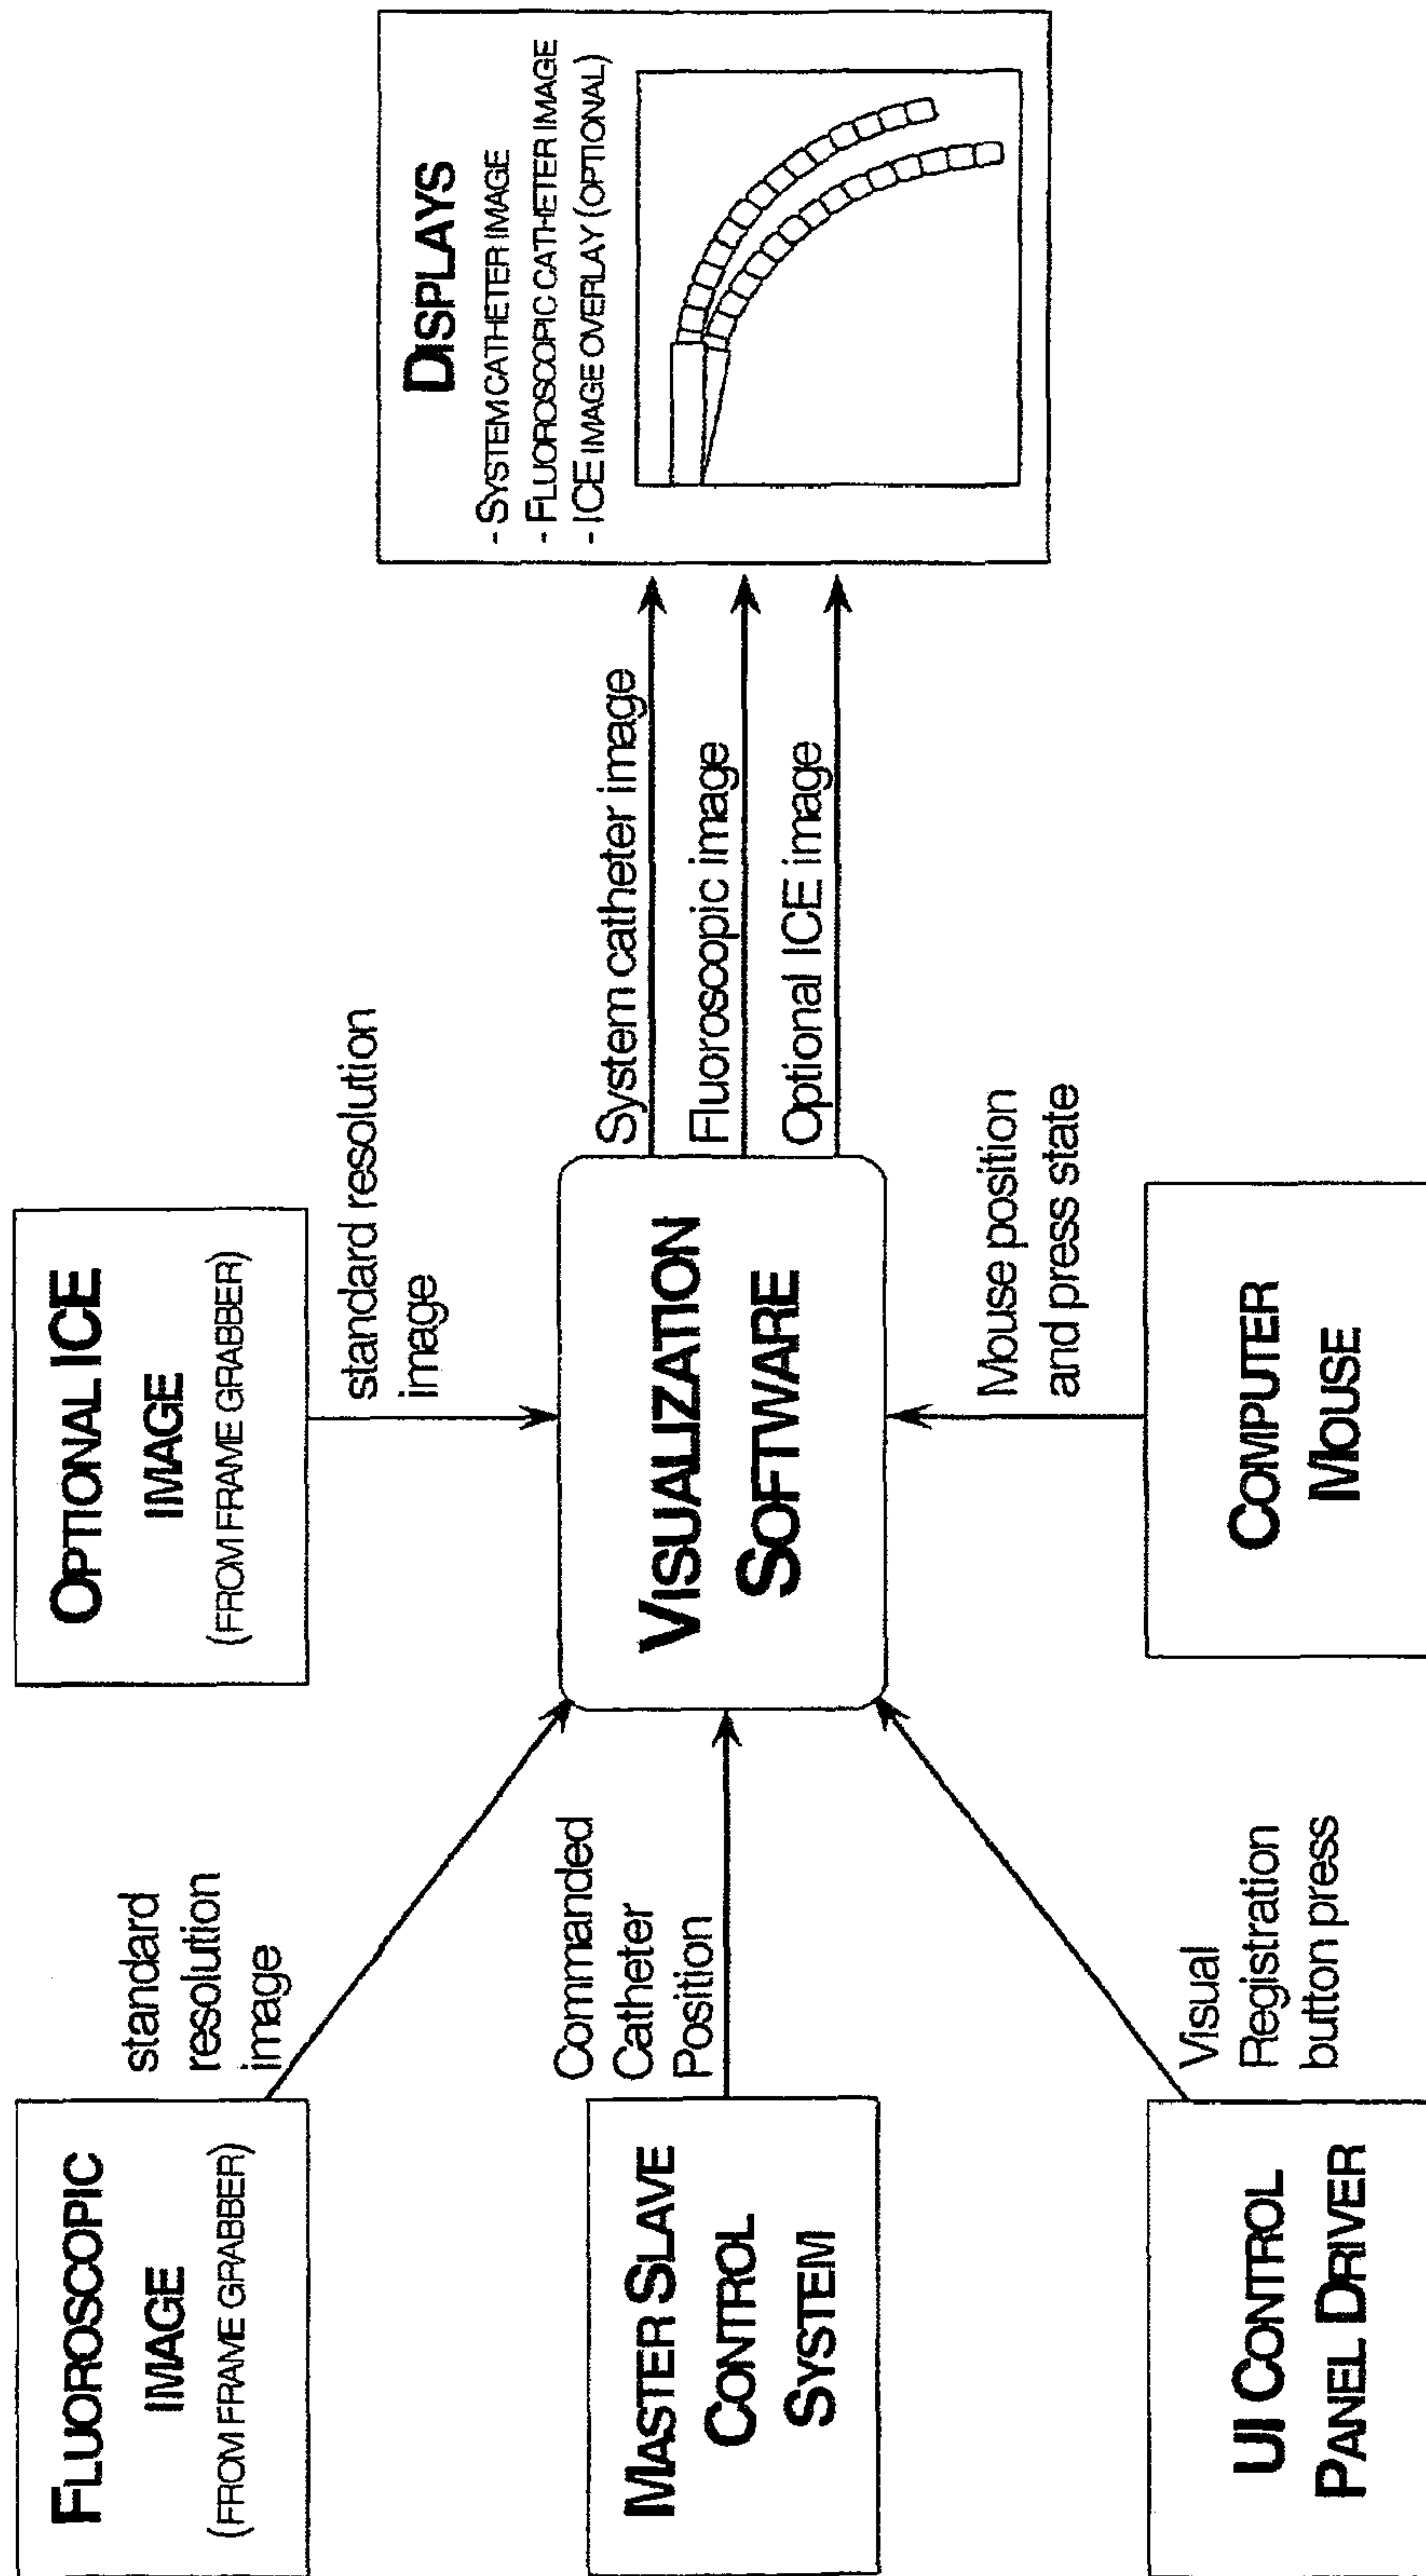 FLUOROSCOPIC
IMAGE
(FROM FRAME GRABBER)
standard
resolution
image
OPTIONAL ICE
IMAGE
(FROM FRAME GRABBER)
standard resolution
image
MASTER SLAVE
CONTROL
SYSTEM
Commanded
Catheter
Position
VISUALIZATION
SOFTWARE
System catheter image
Fluoroscopic image
Optional ICE image
DISPLAYS
- SYSTEM CATHETER IMAGE
- FLUOROSCOPIC CATHETER IMAGE
- ICE IMAGE OVERLAY (OPTIONAL)
UI CONTROL
PANEL DRIVER
Visual
Registration
button press
COMPUTER
MOUSE
Mouse position
and press state